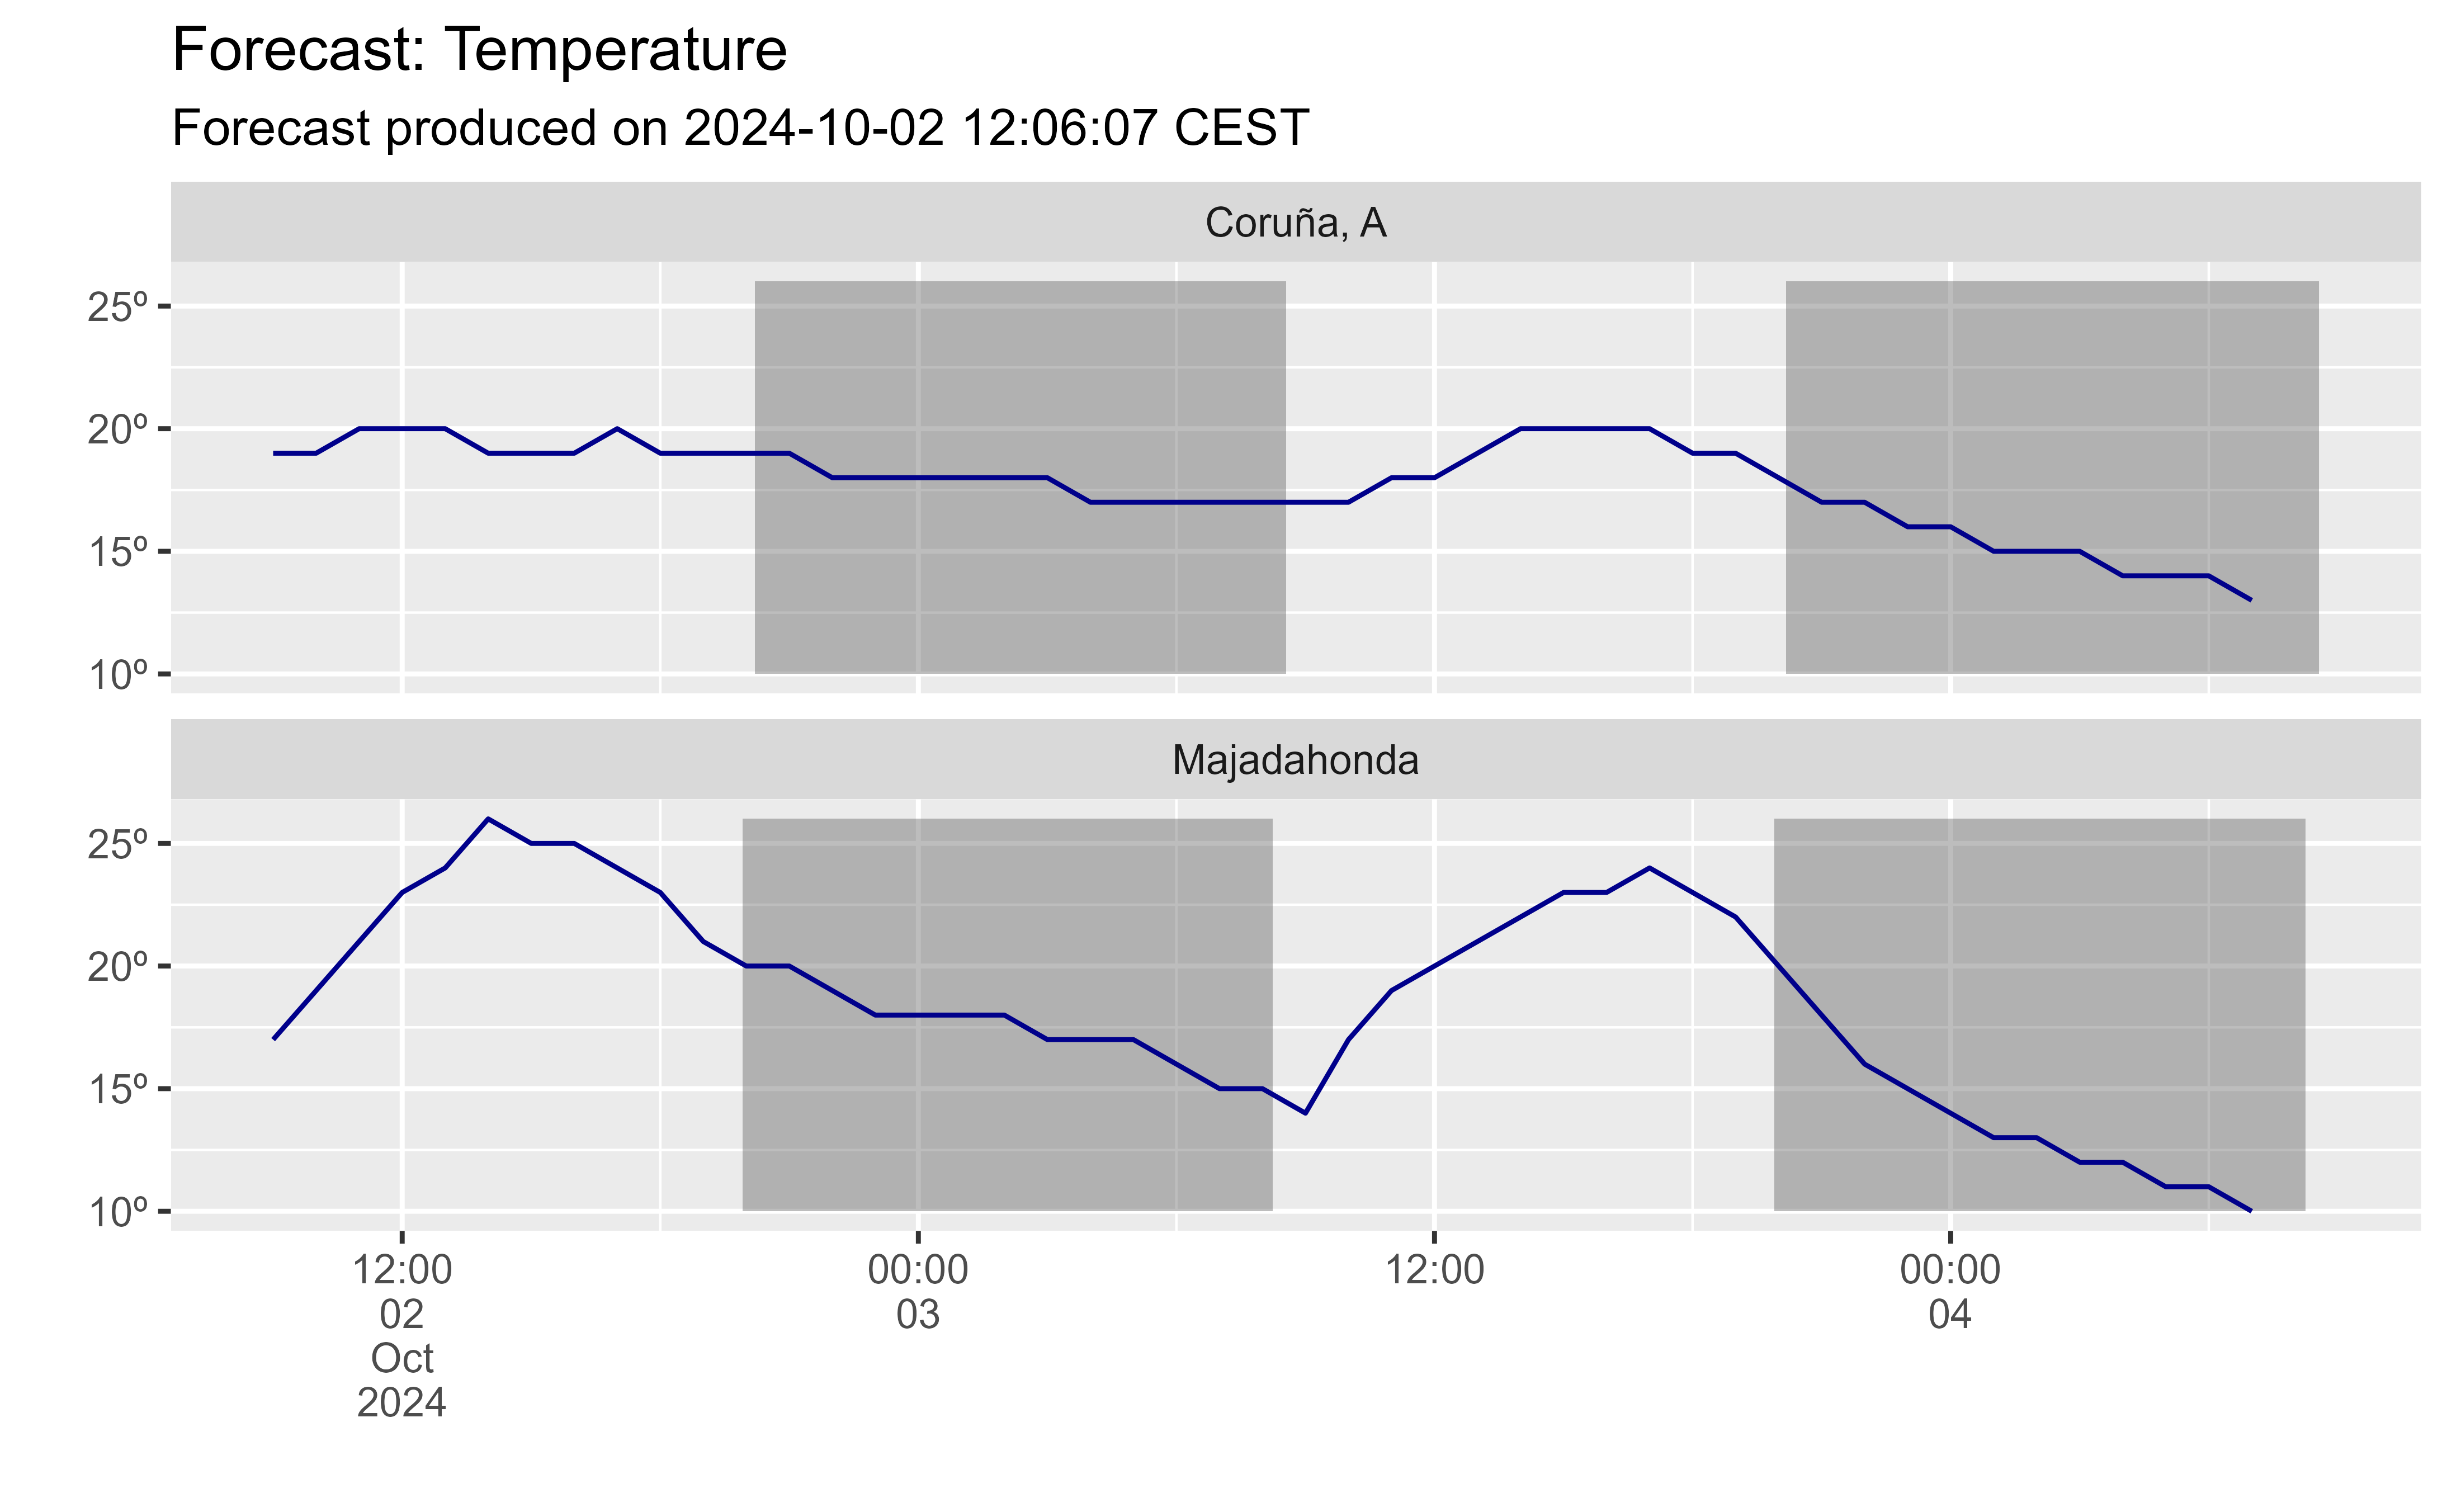 Forecast: Temperature
Forecast produced on 2024-10-02 12:06:07 CEST
Coruña, A
25º
20º
15º
10º
Majadahonda
25º
20º
15º
10º
12:00 00:00 12:00 00:00
02 03 04
Oct
2024